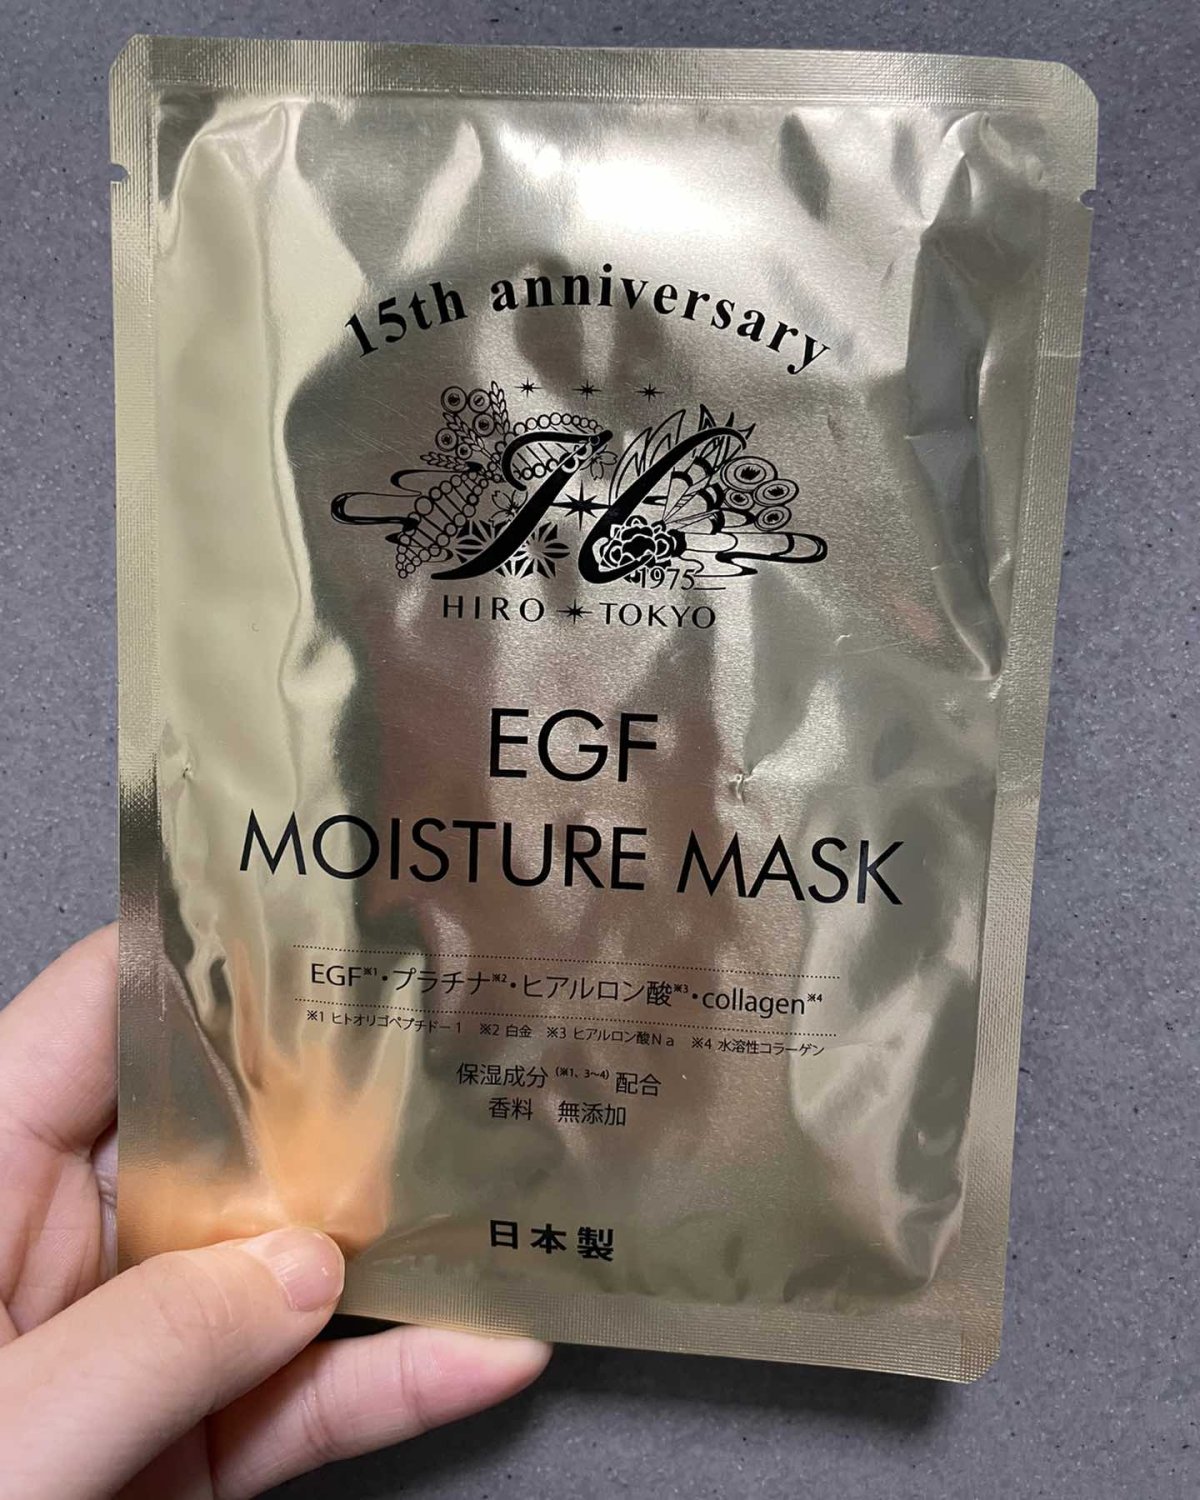 15th anniversary
H
1975
HIRO TOKYO
EGF
MOISTURE MASK
EGF※1・プラチナ※2・ヒアルロン酸※3・collagen※4
※1 ヒトオリゴペプチドー1 ※2 白金 ※3 ヒアルロン酸Na ※4 水溶性コラーゲン
保湿成分(※1、3~4)配合
香料 無添加
日本製